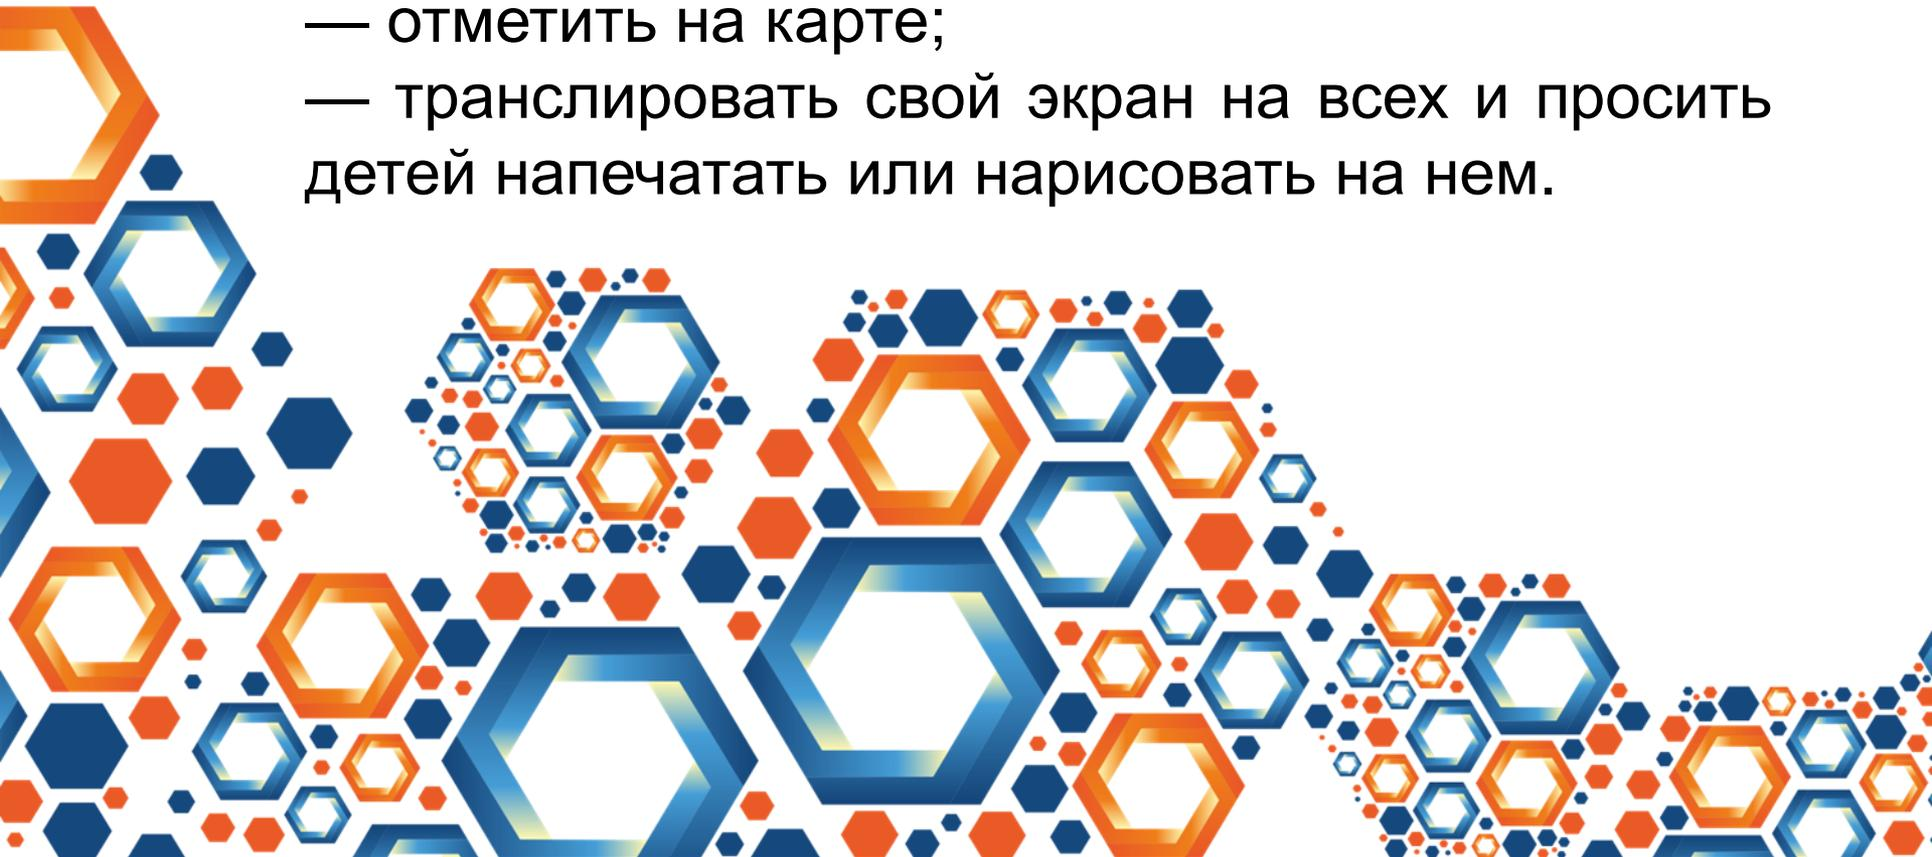 — отметить на карте;
— транслировать свой экран на всех и просить
детей напечатать или нарисовать на нем.